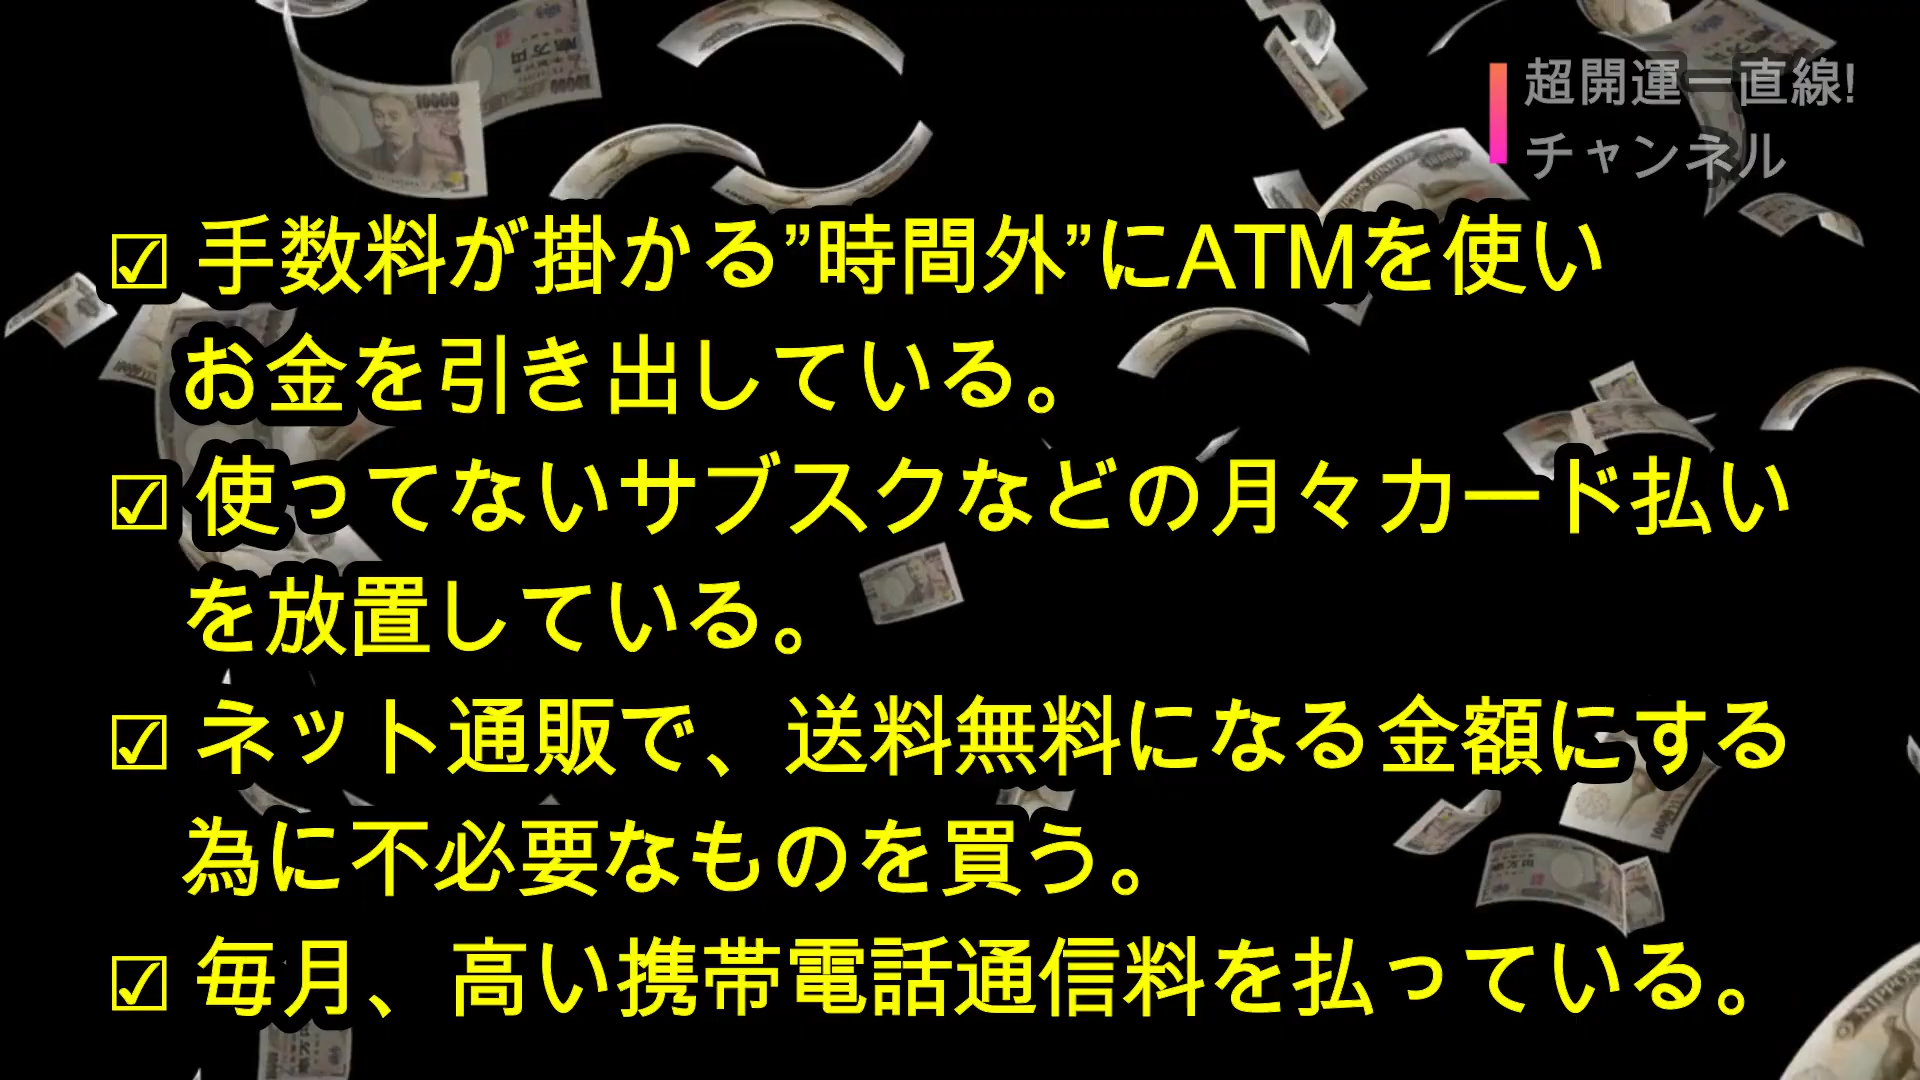 超開運一直線!
チャンネル
☑ 手数料が掛かる”時間外”にATMを使い
お金を引き出している。
☑ 使ってないサブスクなどの月々カード払い
を放置している。
☑ ネット通販で、送料無料になる金額にする
為に不必要なものを買う。
☑ 毎月、高い携帯電話通信料を払っている。
10000